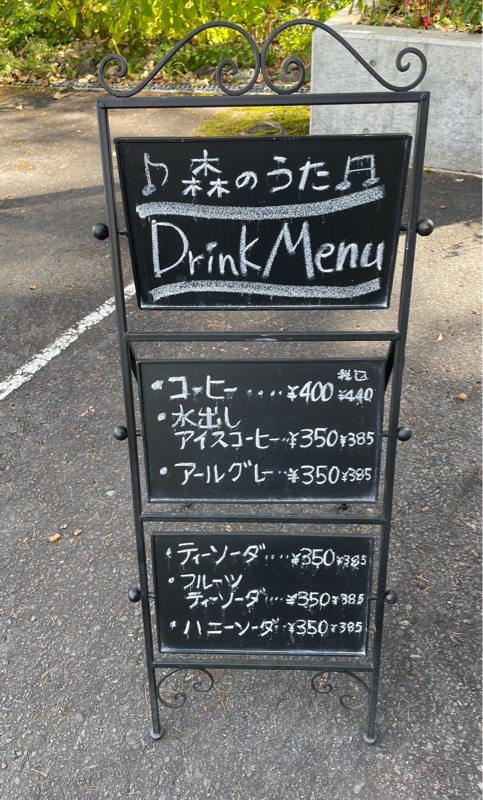 ♪ 森のうた ♬
Drink Menu
税込
・コーヒー....¥400 ¥440
・水出し
アイスコーヒー...¥350 ¥385
・アールグレー...¥350 ¥385
・ティーソーダ....¥350 ¥385
・フルーツ
ティーソーダ...¥350 ¥385
・ハニーソーダ..¥350 ¥385